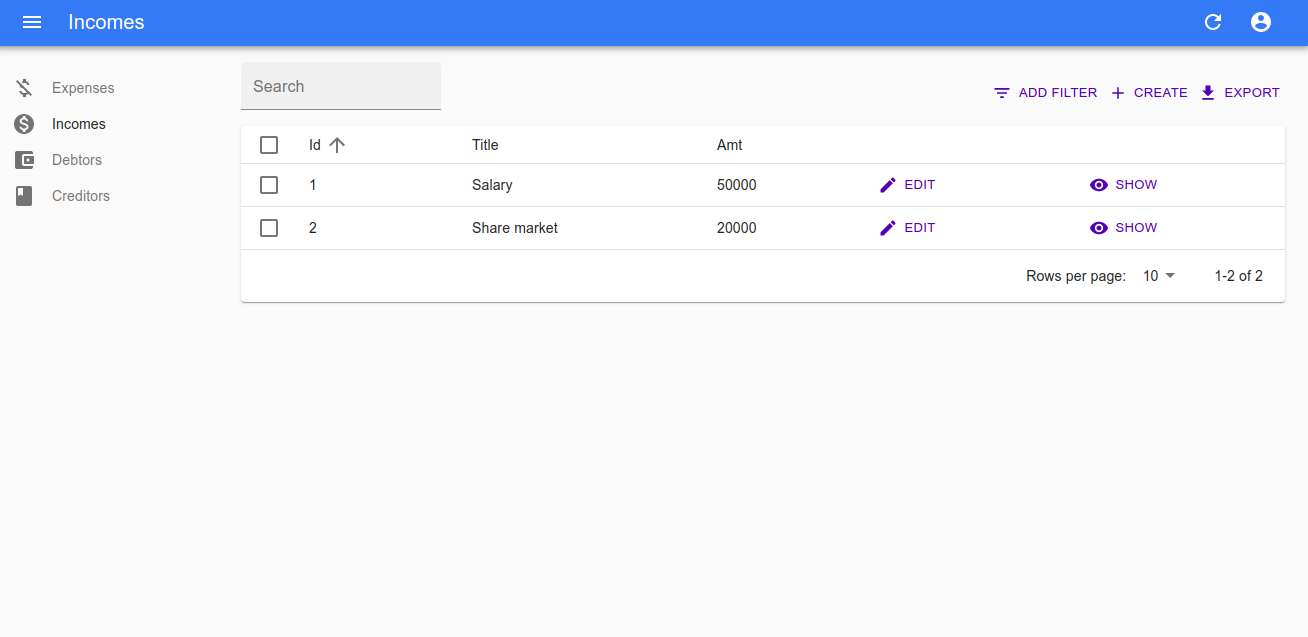 Incomes
Expenses
Incomes
Debtors
Creditors
Search
ADD FILTER CREATE EXPORT
Id Title Amt
1 Salary 50000 EDIT SHOW
2 Share market 20000 EDIT SHOW
Rows per page: 10 1-2 of 2